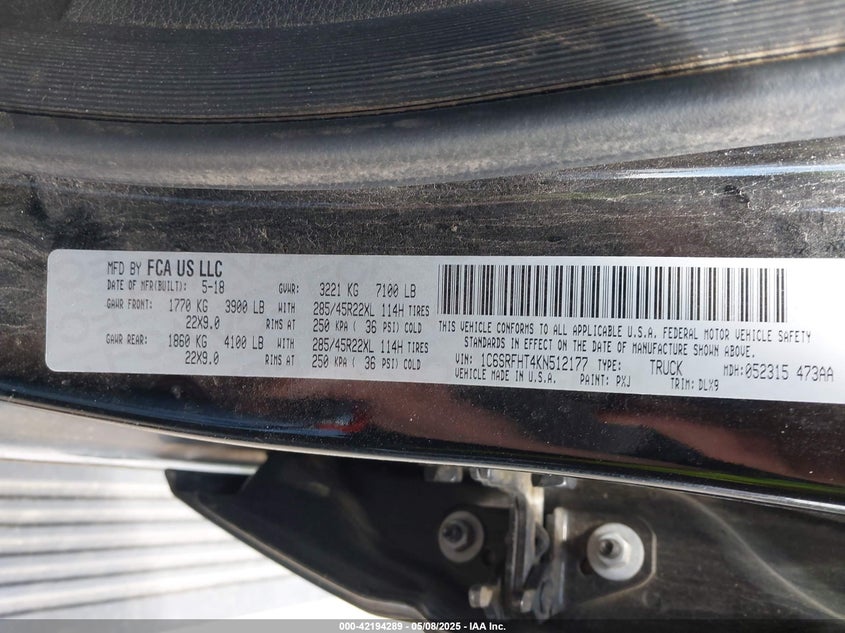 MFD BY FCA US LLC
DATE OF MFR(BUILT): 5-18 GVWR: 3221 KG 7100 LB
GAWR FRONT: 1770 KG 3900 LB WITH 285/45R22XL 114H TIRES
22X9.0 RIMS AT 250 KPA ( 36 PSI) COLD
GAWR REAR: 1860 KG 4100 LB WITH 285/45R22XL 114H TIRES
22X9.0 RIMS AT 250 KPA ( 36 PSI) COLD
THIS VEHICLE CONFORMS TO ALL APPLICABLE U.S.A. FEDERAL MOTOR VEHICLE SAFETY
STANDARDS IN EFFECT ON THE DATE OF MANUFACTURE SHOWN ABOVE.
VIN: 1C6SRFHT4KN512177 TYPE: TRUCK MDH:052315 473AA
VEHICLE MADE IN U.S.A. PAINT: PXJ TRIM: DLX9
000-42194289 - 05/08/2025 - IAA Inc.